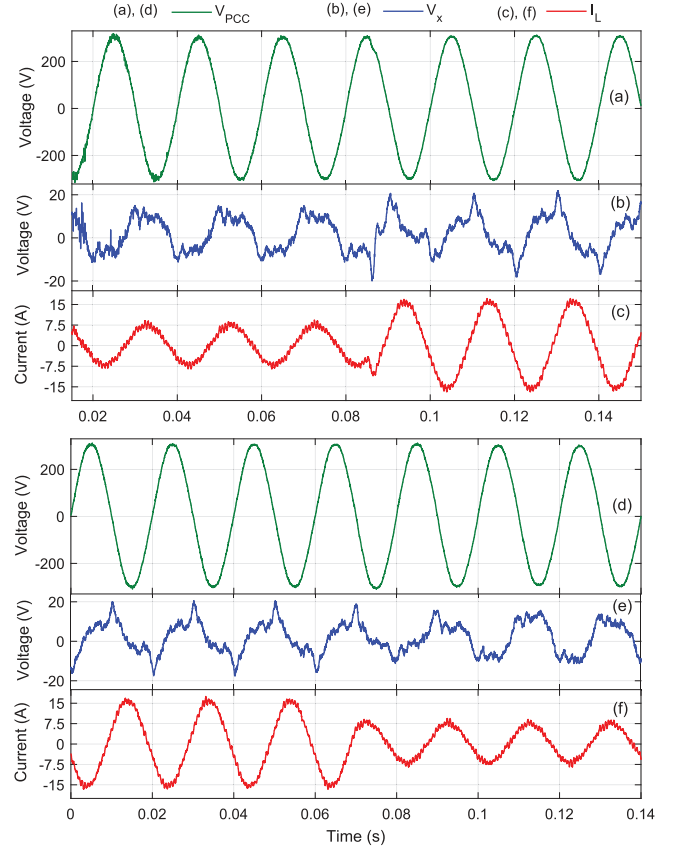 (a), (d) V_PCC (b), (e) V_x (c), (f) I_L
Voltage (V)
300
0
-300
(a)
Voltage (V)
20
0
-20
(b)
Current (A)
15
7.5
0
-7.5
-15
(c)
0.02 0.04 0.06 0.08 0.1 0.12 0.14
Voltage (V)
200
0
-200
(d)
Voltage (V)
20
0
20
(e)
Current (A)
15
7.5
0
-7.5
-15
(f)
0 0.02 0.04 0.06 0.08 0.1 0.12 0.14
Time (s)